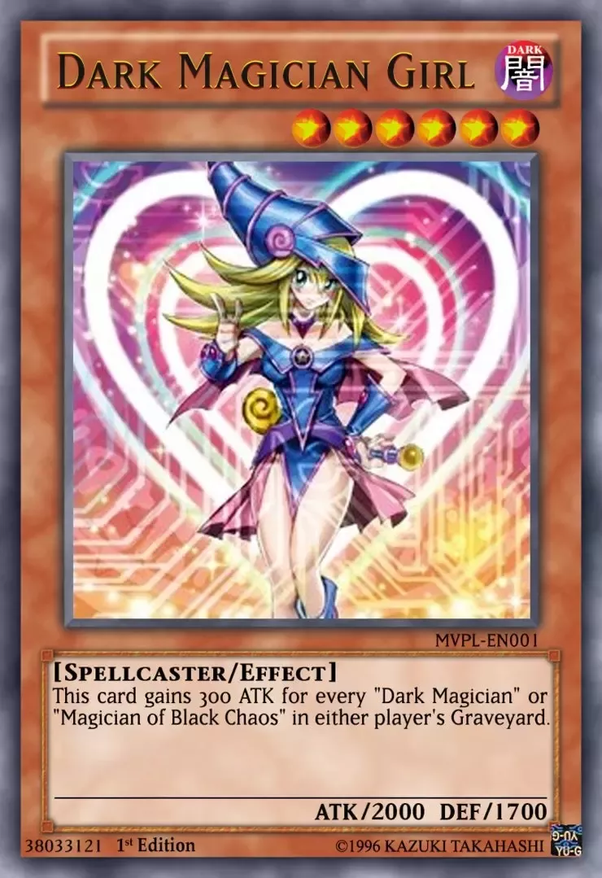 DARK MAGICIAN GIRL
DARK
闇
MVPL-EN001
[SPELLCASTER/EFFECT]
This card gains 300 ATK for every "Dark Magician" or
"Magician of Black Chaos" in either player's Graveyard.
ATK/2000 DEF/1700
38033121 1st Edition ©1996 KAZUKI TAKAHASHI